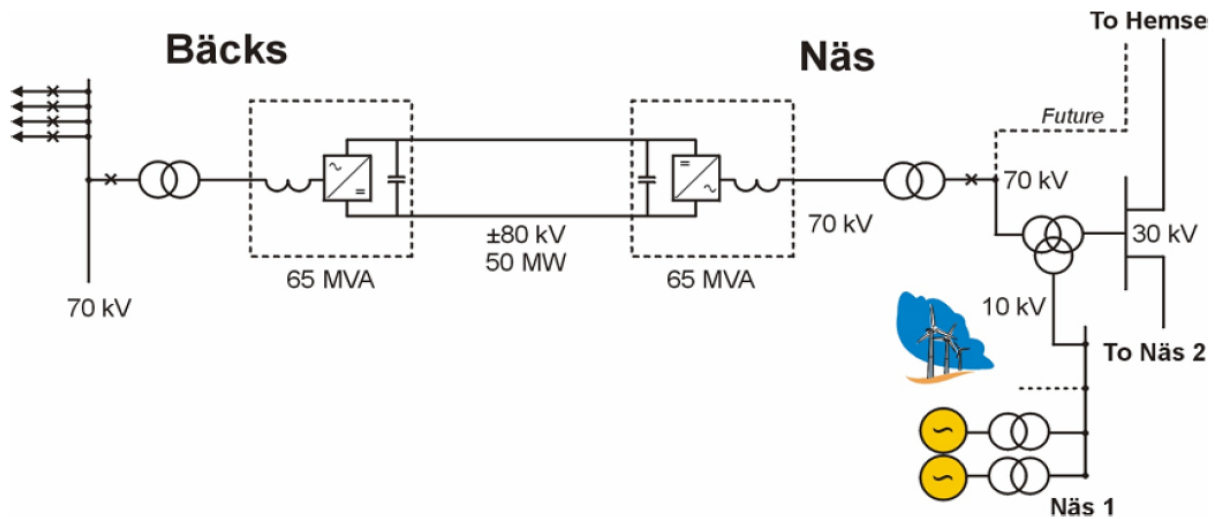 To Hemse
Bäcks
Näs
Future
70 kV
±80 kV
50 MW
70 kV
30 kV
65 MVA
65 MVA
70 kV
10 kV
To Näs 2
Näs 1